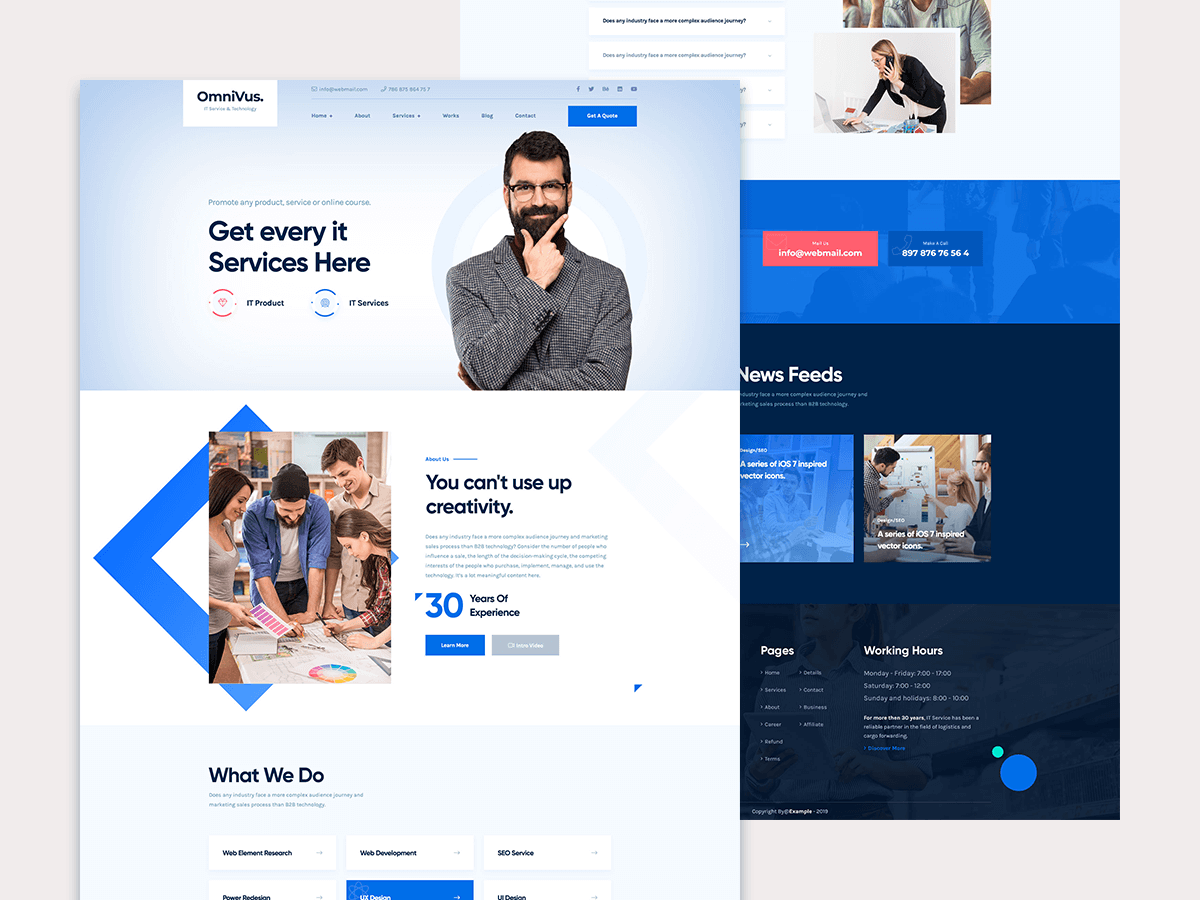 OmniVus.
IT Service & Technology
info@webmail.com
786 875 864 75 7
Home
About
Services
Works
Blog
Contact
Get A Quote
Promote any product, service or online course.
Get every it
Services Here
IT Product
IT Services
About Us
You can't use up
creativity.
Does any industry face a more complex audience journey and marketing
sales process than B2B technology? Consider the number of people who
influence a sale, the length of the decision-making cycle, the competing
interests of the people who purchase, implement, manage, and use the
technology. It's a lot meaningful content here.
30
Years Of
Experience
Learn More
Intro Video
What We Do
Does any industry face a more complex audience journey and
marketing sales process than B2B technology.
Web Element Research
Web Development
SEO Service
Power Redesign
UX Design
UI Design
Does any industry face a more complex audience journey?
Does any industry face a more complex audience journey?
Mail Us
info@webmail.com
Make A Call
897 876 76 56 4
News Feeds
industry face a more complex audience journey and
marketing sales process than B2B technology.
Design/SEO
A series of iOS 7 inspired
vector icons.
Design/SEO
A series of iOS 7 inspired
vector icons.
Pages
Home
Details
Services
Contact
About
Business
Career
Affiliate
Refund
Terms
Working Hours
Monday - Friday: 7:00 - 17:00
Saturday: 7:00 - 12:00
Sunday and holidays: 8:00 - 10:00
For more then 30 years, IT Service has been a
reliable partner in the field of logistics and
cargo forwarding.
Discover More
Copyright By@Example - 2019